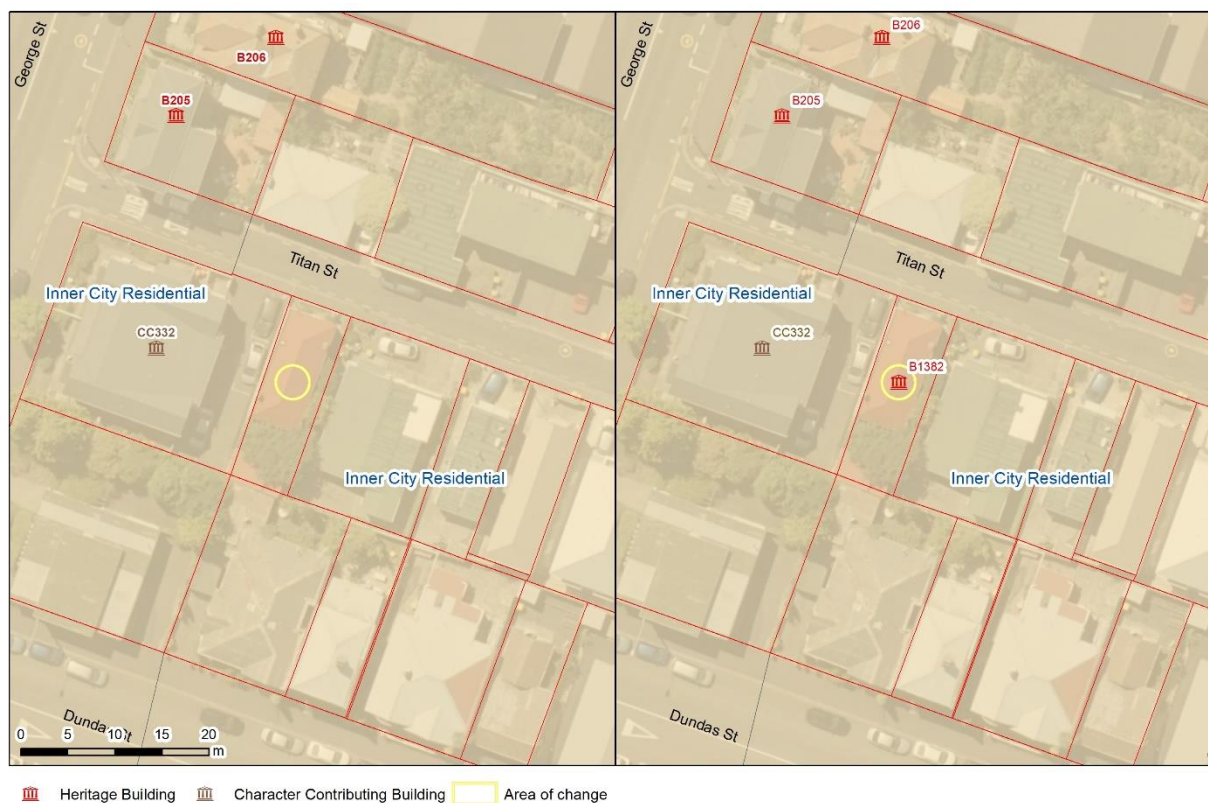 George St
B206
B205
Titan St
Inner City Residential
CC332
Inner City Residential
Dundas St
0 5 10 15 20
m
George St
B206
B205
Titan St
Inner City Residential
CC332
B1382
Inner City Residential
Dundas St
Heritage Building Character Contributing Building Area of change